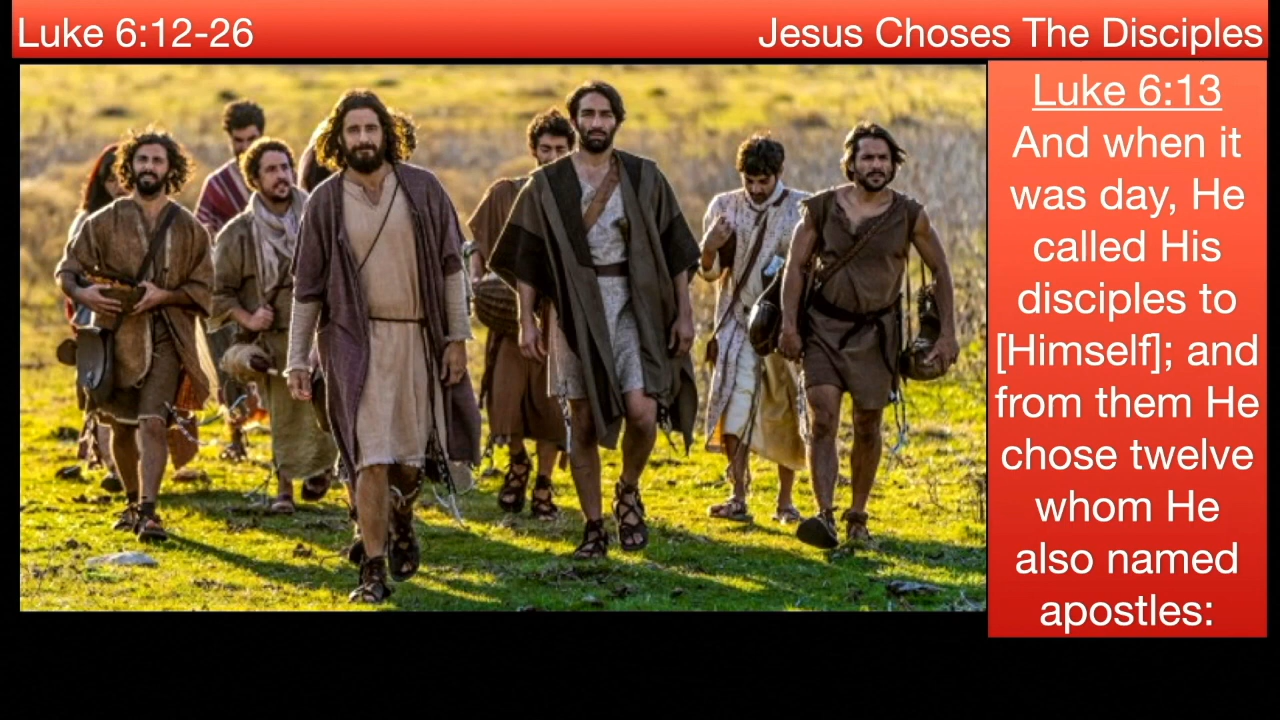 Luke 6:12-26
Jesus Choses The Disciples
Luke 6:13
And when it
was day, He
called His
disciples to
[Himself]; and
from them He
chose twelve
whom He
also named
apostles: